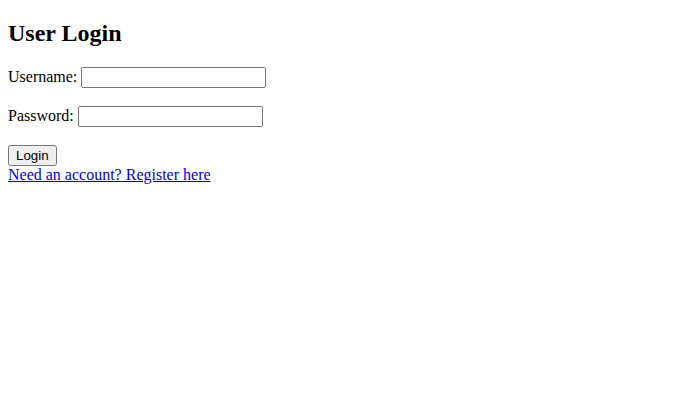 User Login
Username:
Password:
Login
Need an account? Register here